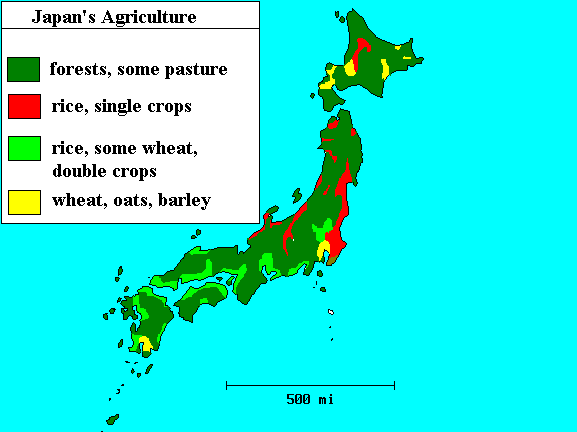 Japan's Agriculture
forests, some pasture
rice, single crops
rice, some wheat,
double crops
wheat, oats, barley
500 mi